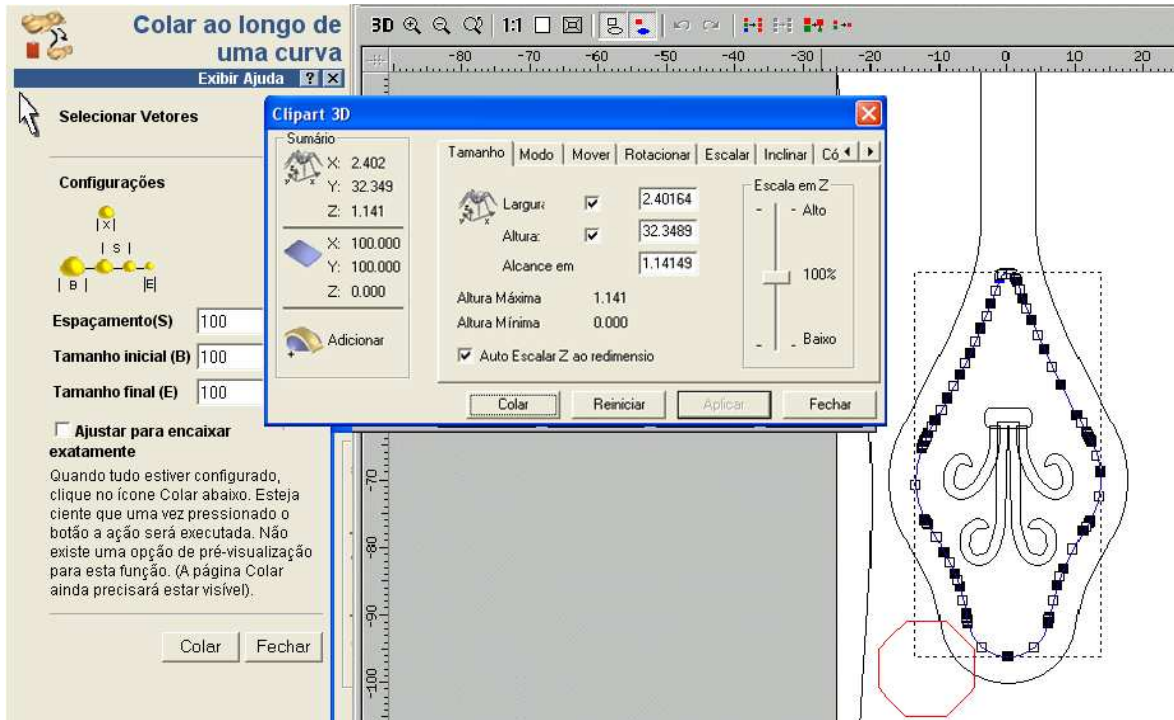 Colar ao longo de
uma curva
Exibir Ajuda ? X
Selecionar Vetores
Configurações
|X|
| S |
| B | |E|
Espaçamento(S) 100
Tamanho inicial (B) 100
Tamanho final (E) 100
Ajustar para encaixar
exatamente
Quando tudo estiver configurado,
clique no ícone Colar abaixo. Esteja
ciente que uma vez pressionado o
botão a ação será executada. Não
existe uma opção de pré-visualização
para esta função. (A página Colar
ainda precisará estar visível).
Colar Fechar
3D 1:1
-80 -70 -60 -50 -40 -30 -20 -10 0 10 20
Clipart 3D
Sumário
X: 2.402
Y: 32.349
Z: 1.141
X: 100.000
Y: 100.000
Z: 0.000
Adicionar
Tamanho Modo Mover Rotacionar Escalar Inclinar Có
Largura 2.40164
Altura: 32.3489
Alcance em 1.14149
Altura Máxima 1.141
Altura Mínima 0.000
Auto Escalar Z ao redimensio
Escala em Z
Alto
100%
Baixo
Colar Reiniciar Aplicar Fechar
-70
-80
-90
-100